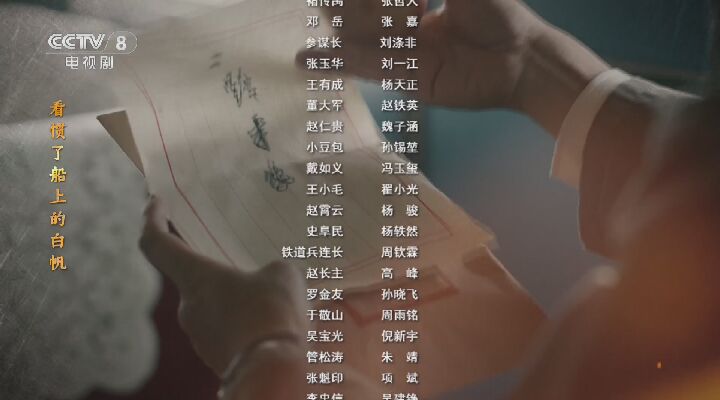 CCTV 8
电视剧
看惯了船上的白帆
邓岳 张嘉
参谋长 刘涤非
张玉华 刘一江
王有成 杨天正
董大军 赵铁英
赵仁贵 魏子涵
小豆包 孙锡堃
戴如义 冯玉玺
王小毛 翟小光
赵霄云 杨骏
史阜民 杨轶然
铁道兵连长 周钦霖
赵长主 高峰
罗金友 孙晓飞
于敬山 周雨铭
吴宝光 倪新宇
管松涛 朱靖
张魁印 项斌